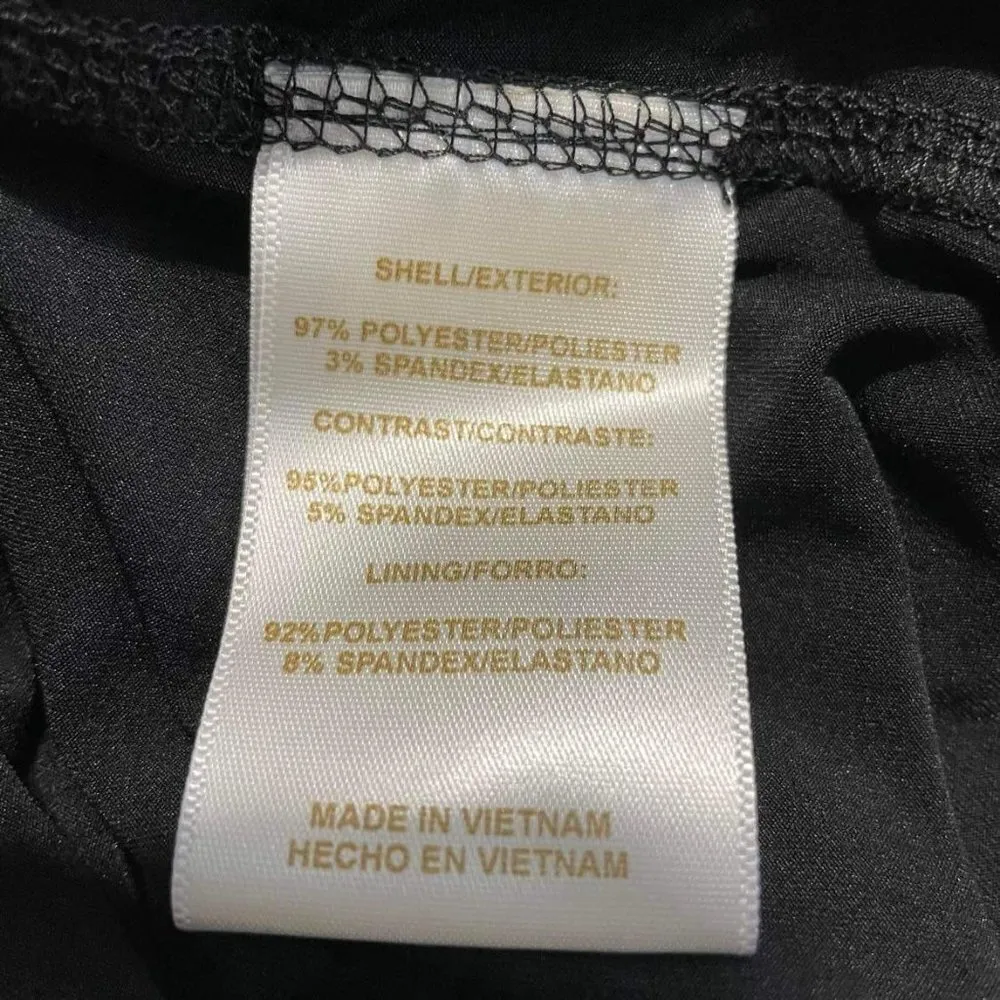 SHELL/EXTERIOR:
97% POLYESTER/POLIESTER
3% SPANDEX/ELASTANO
CONTRAST/CONTRASTE:
95%POLYESTER/POLIESTER
5% SPANDEX/ELASTANO
LINING/FORRO:
92%POLYESTER/POLIESTER
8% SPANDEX/ELASTANO
MADE IN VIETNAM
HECHO EN VIETNAM